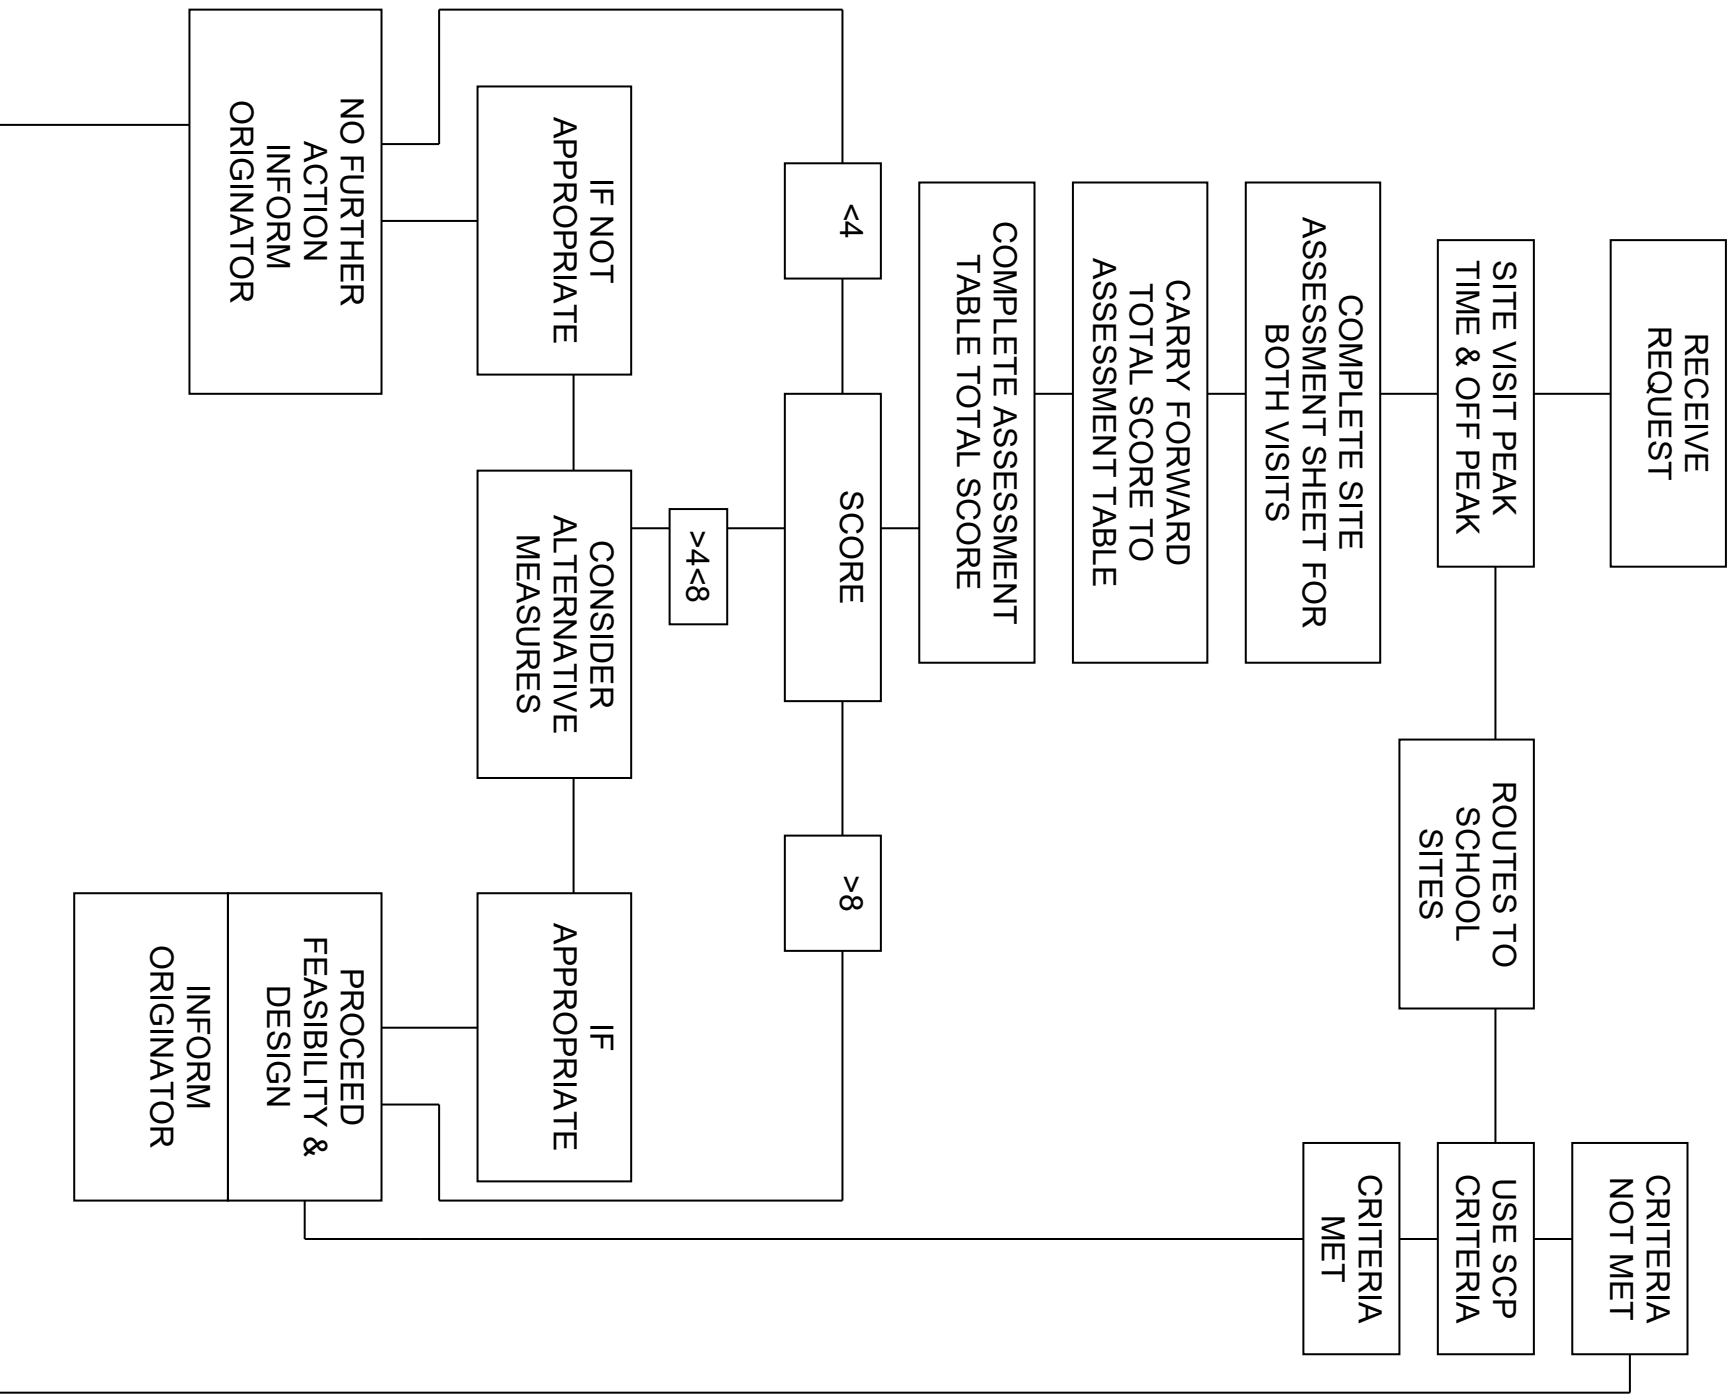 RECEIVE
REQUEST
CRITERIA
NOT MET
SITE VISIT PEAK
TIME & OFF PEAK
ROUTES TO
SCHOOL
SITES
USE SCP
CRITERIA
CRITERIA
MET
COMPLETE SITE
ASSESSMENT SHEET FOR
BOTH VISITS
CARRY FORWARD
TOTAL SCORE TO
ASSESSMENT TABLE
COMPLETE ASSESSMENT
TABLE TOTAL SCORE
<4
SCORE
>8
>4<8
IF NOT
APPROPRIATE
CONSIDER
ALTERNATIVE
MEASURES
IF
APPROPRIATE
NO FURTHER
ACTION
INFORM
ORIGINATOR
PROCEED
FEASIBILITY &
DESIGN
INFORM
ORIGINATOR